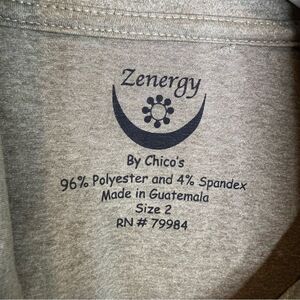 Zenergy
By Chico's
96% Polyester and 4% Spandex
Made in Guatemala
Size 2
RN # 79984